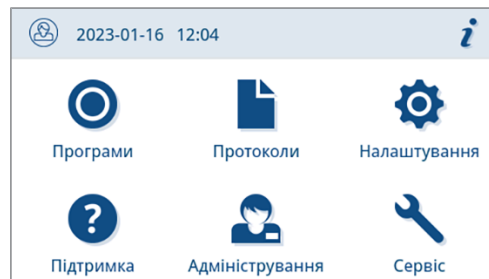 2023-01-16 12:04 i
Програми Протоколи Налаштування
?
Підтримка Адміністрування Сервіс